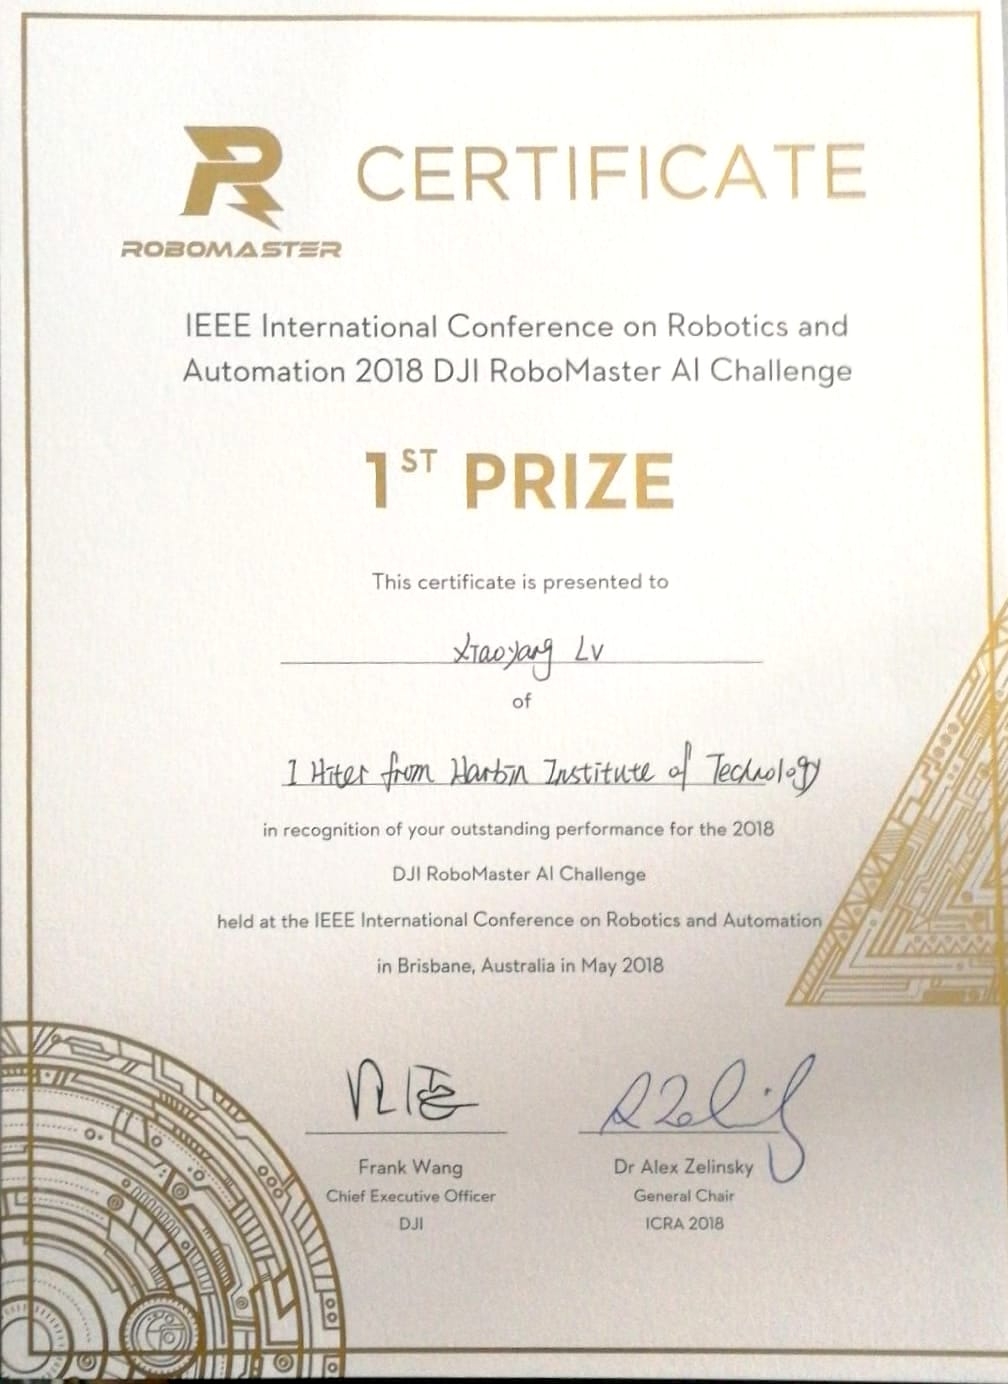 ROBOMASTER
CERTIFICATE
IEEE International Conference on Robotics and
Automation 2018 DJI RoboMaster AI Challenge
1ST PRIZE
This certificate is presented to
Xiaoyang Lv
of
I Hiter from Harbin Institute of Technology
in recognition of your outstanding performance for the 2018
DJI RoboMaster AI Challenge
held at the IEEE International Conference on Robotics and Automation
in Brisbane, Australia in May 2018
Frank Wang
Chief Executive Officer
DJI
Dr Alex Zelinsky
General Chair
ICRA 2018